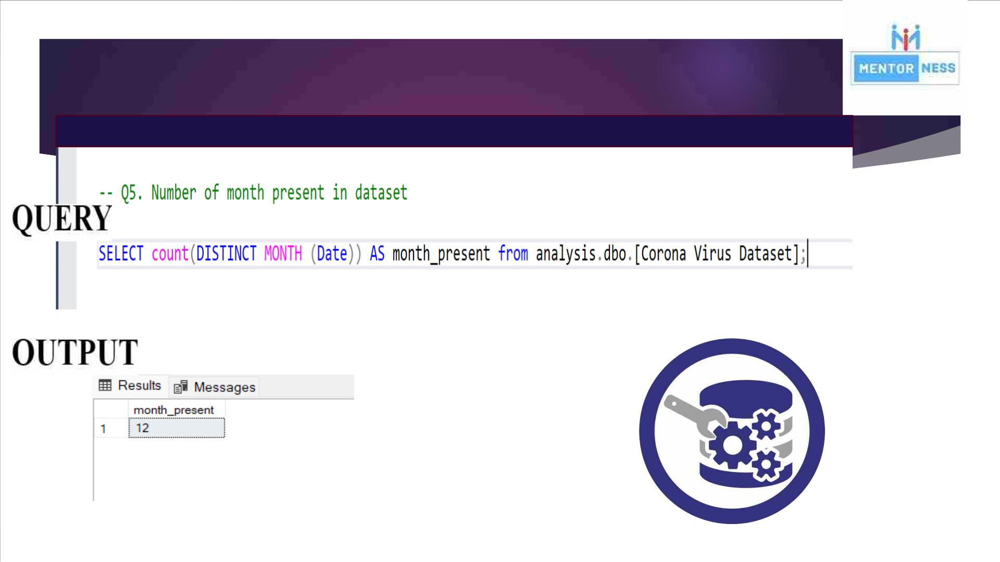 MENTOR NESS
-- Q5. Number of month present in dataset
QUERY
SELECT count(DISTINCT MONTH (Date)) AS month_present from analysis.dbo.[Corona Virus Dataset];
OUTPUT
Results Messages
month_present
1 12